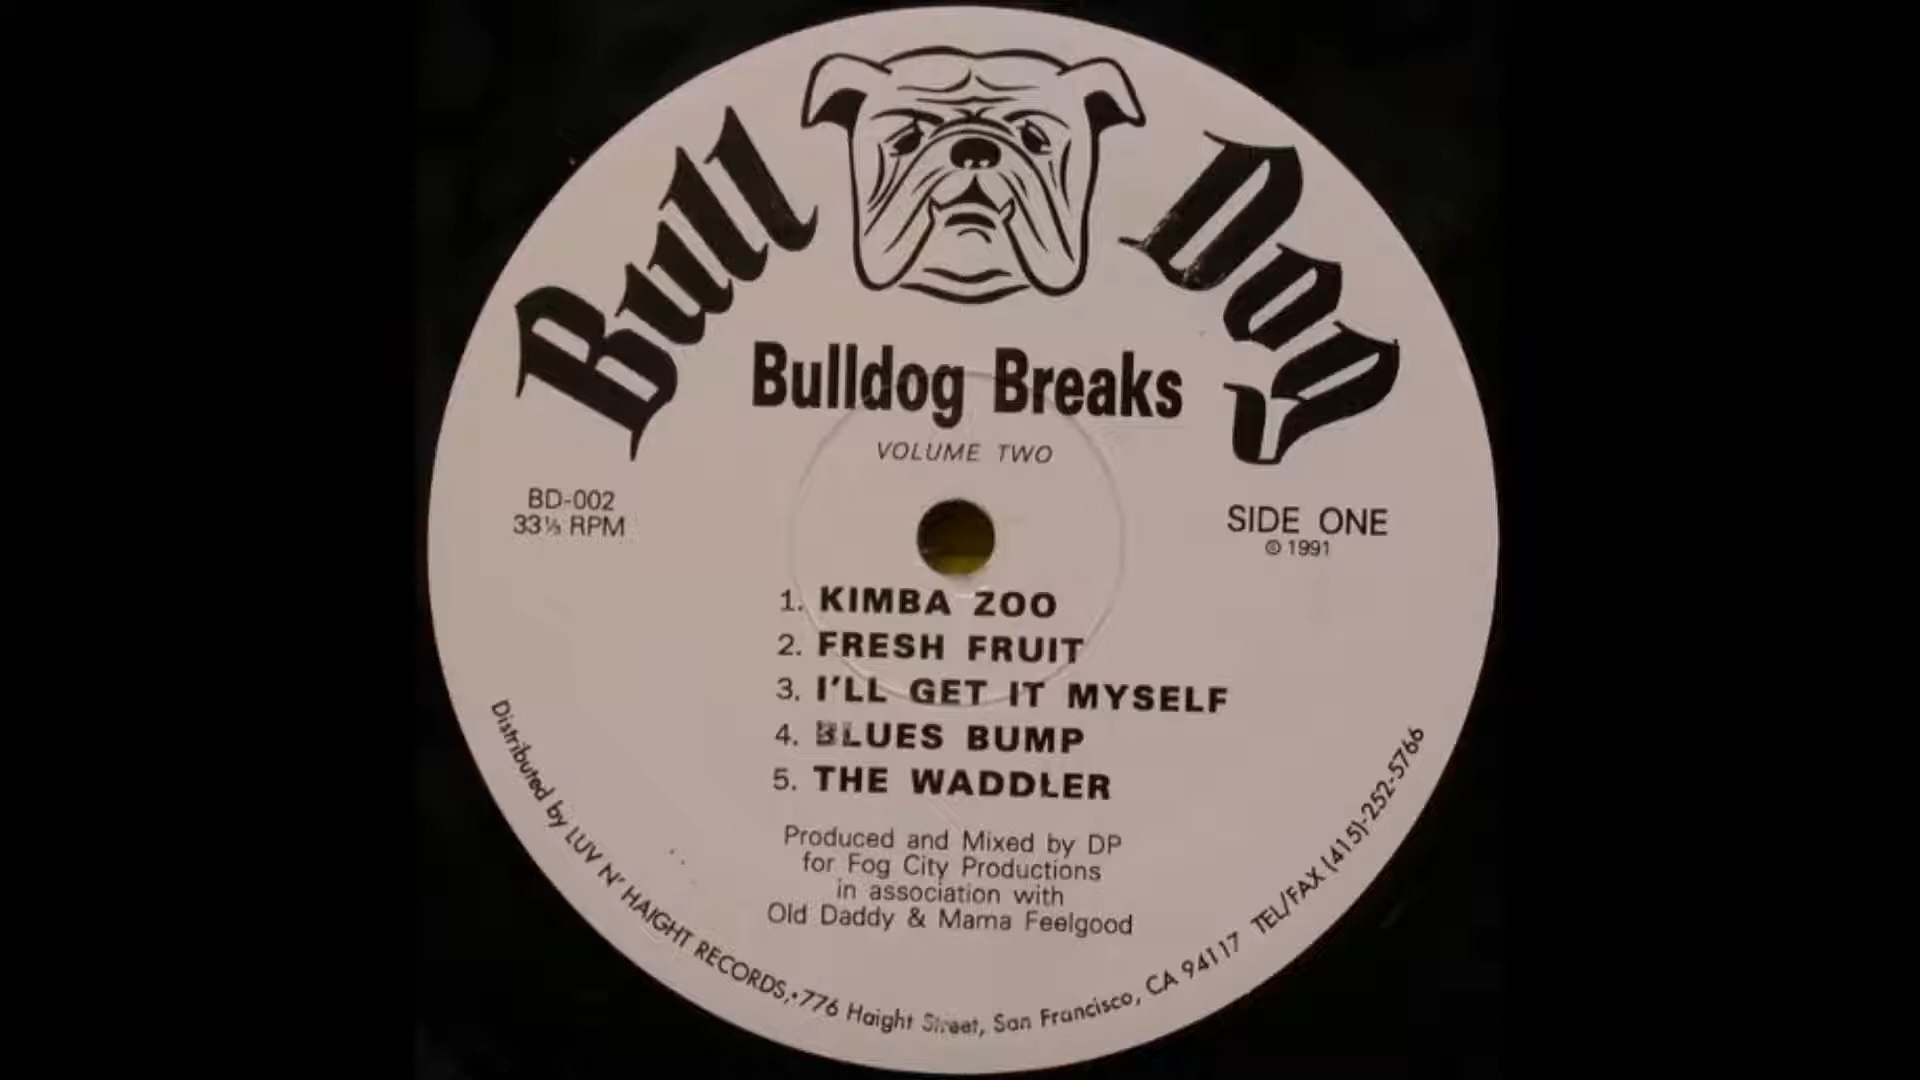 Bull Dog
Bulldog Breaks
VOLUME TWO
BD-002
33⅓ RPM
SIDE ONE
© 1991
1. KIMBA ZOO
2. FRESH FRUIT
3. I'LL GET IT MYSELF
4. BLUES BUMP
5. THE WADDLER
Produced and Mixed by DP
for Fog City Productions
in association with
Old Daddy & Mama Feelgood
Distributed by LUV N' HAIGHT RECORDS,•776 Haight Street, San Francisco, CA 94117 TEL/FAX (415)-252-5766